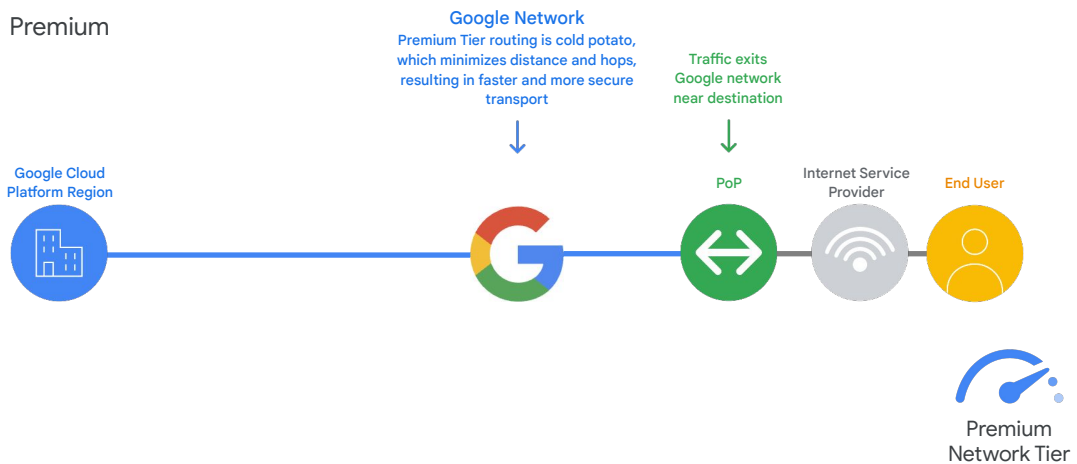 Premium
Google Network
Premium Tier routing is cold potato,
which minimizes distance and hops,
resulting in faster and more secure
transport
Traffic exits
Google network
near destination
Google Cloud
Platform Region
PoP
Internet Service
Provider
End User
Premium
Network Tier